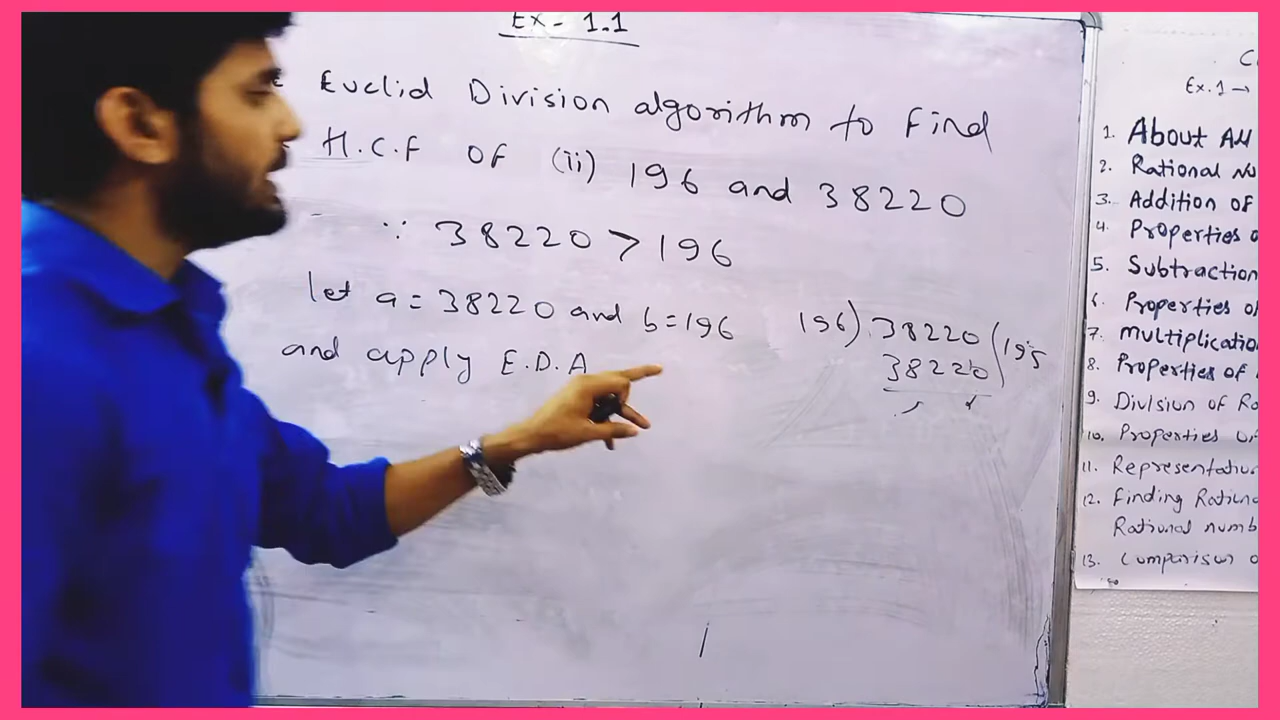 Ex- 1.1
Euclid Division algorithm to Find
H.C.F OF (ii) 196 and 38220
∵ 38220 > 196
let a = 38220 and b = 196
and apply E.D.A
196) 38220 (195
38220
Ex.1 →
1. About All
2. Rational
3. Addition of
4. Properties
5. Subtraction
6. Properties
7. Multiplicatio
8. Properties of
9. Division of
10. Properties
11. Representatio
12. Finding
Rational numb
13. Comparison